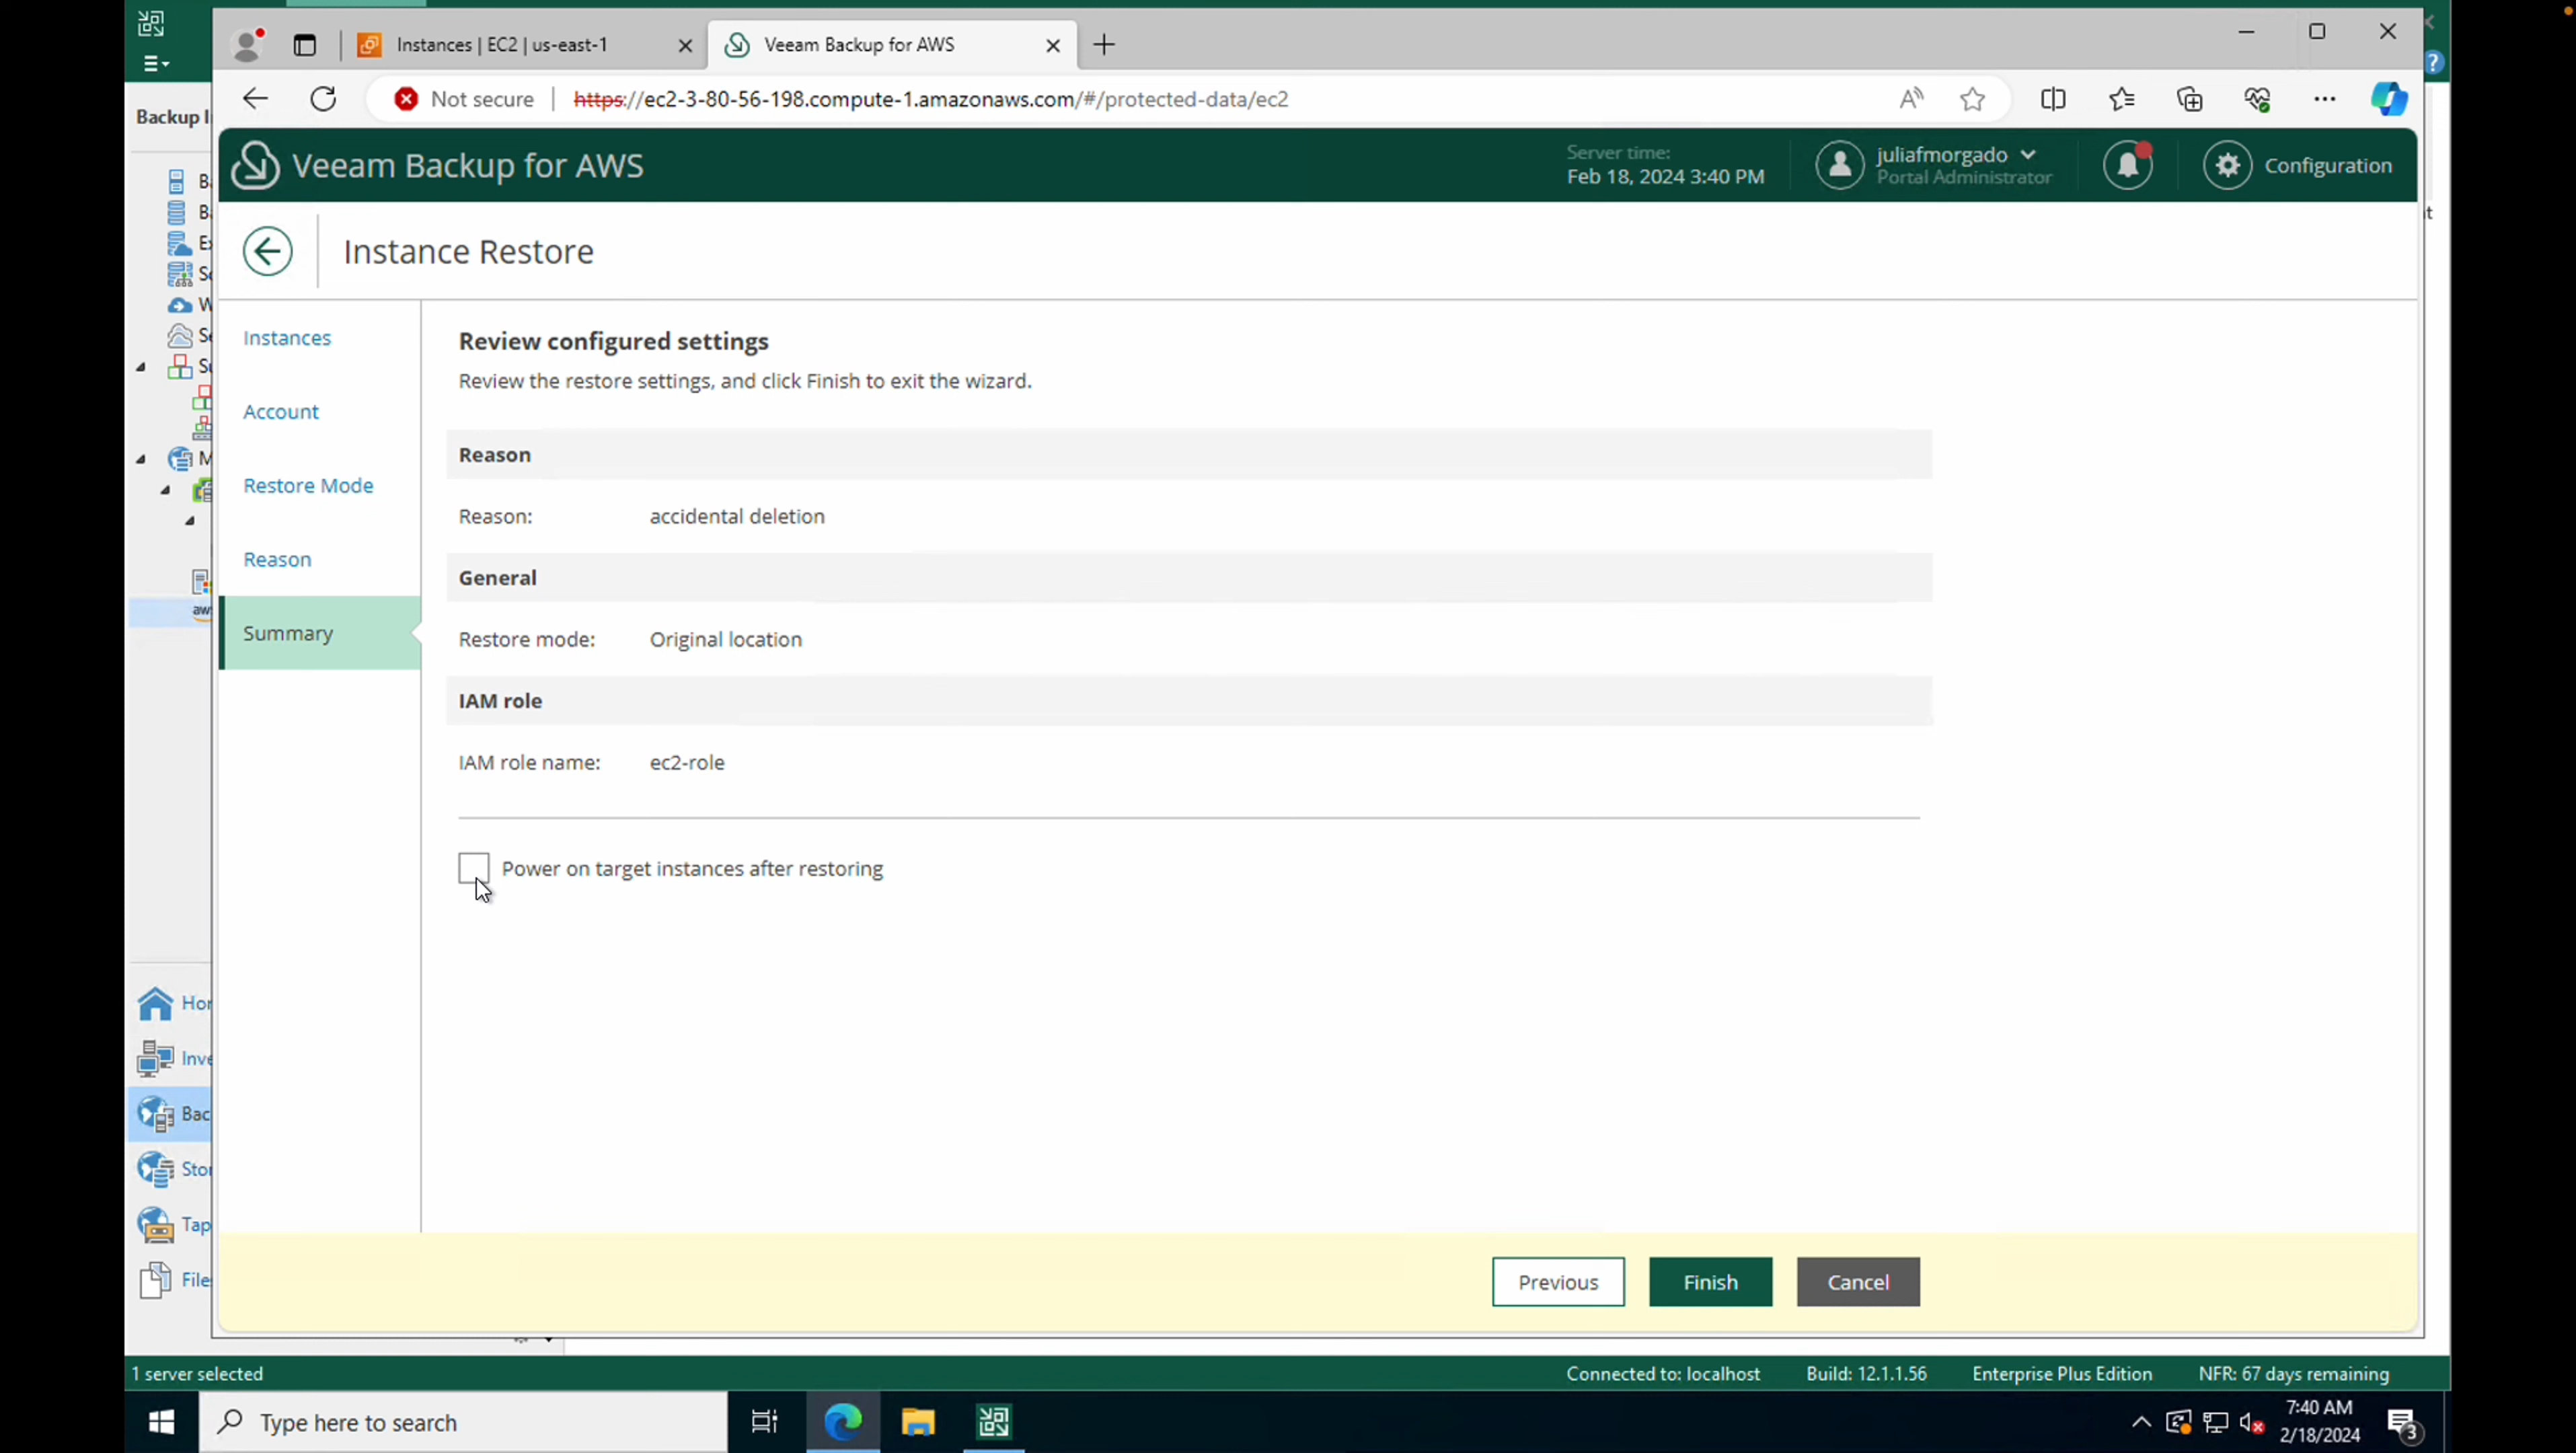 Instances | EC2 | us-east-1
Veeam Backup for AWS
Not secure
https://ec2-3-80-56-198.compute-1.amazonaws.com/#/protected-data/ec2
Backup I
Veeam Backup for AWS
Server time:
Feb 18, 2024 3:40 PM
juliafmorgado
Portal Administrator
Configuration
Instance Restore
Instances
Account
Restore Mode
Reason
Summary
Review configured settings
Review the restore settings, and click Finish to exit the wizard.
Reason
Reason: accidental deletion
General
Restore mode: Original location
IAM role
IAM role name: ec2-role
Power on target instances after restoring
Previous
Finish
Cancel
1 server selected
Connected to: localhost
Build: 12.1.1.56
Enterprise Plus Edition
NFR: 67 days remaining
Type here to search
7:40 AM
2/18/2024
3